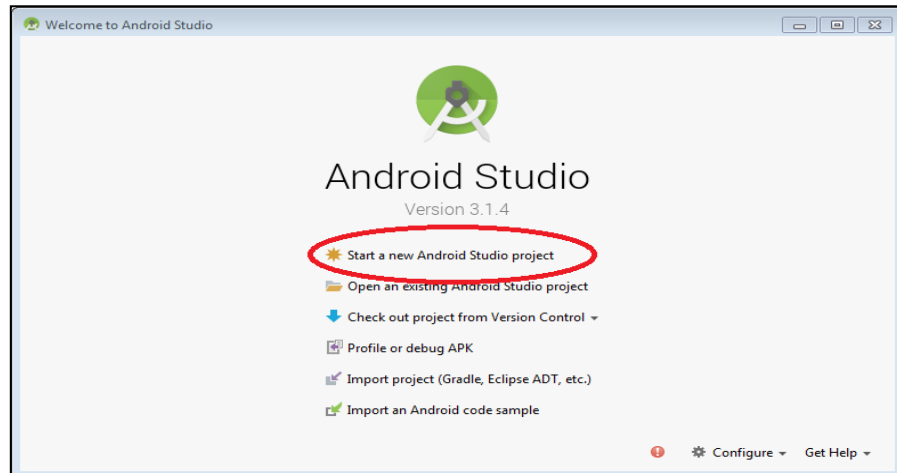 Welcome to Android Studio
Android Studio
Version 3.1.4
Start a new Android Studio project
Open an existing Android Studio project
Check out project from Version Control
Profile or debug APK
Import project (Gradle, Eclipse ADT, etc.)
Import an Android code sample
Configure Get Help